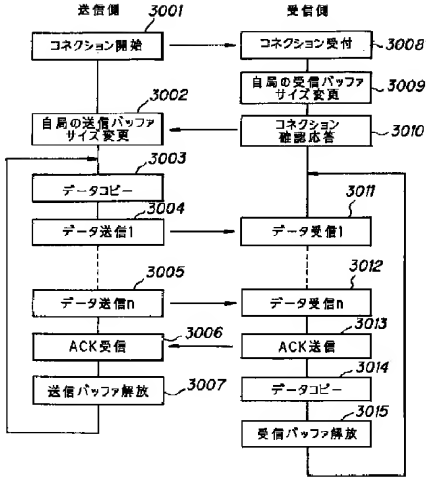 送信側
3001
コネクション開始
3002
自局の送信バッファ
サイズ変更
3003
データコピー
3004
データ送信1
3005
データ送信n
3006
ACK受信
3007
送信バッファ解放
受信側
コネクション受付
3008
3009
自局の受信バッファ
サイズ変更
コネクション
確認応答
3010
3011
データ受信1
3012
データ受信n
3013
ACK送信
3014
データコピー
3015
受信バッファ解放